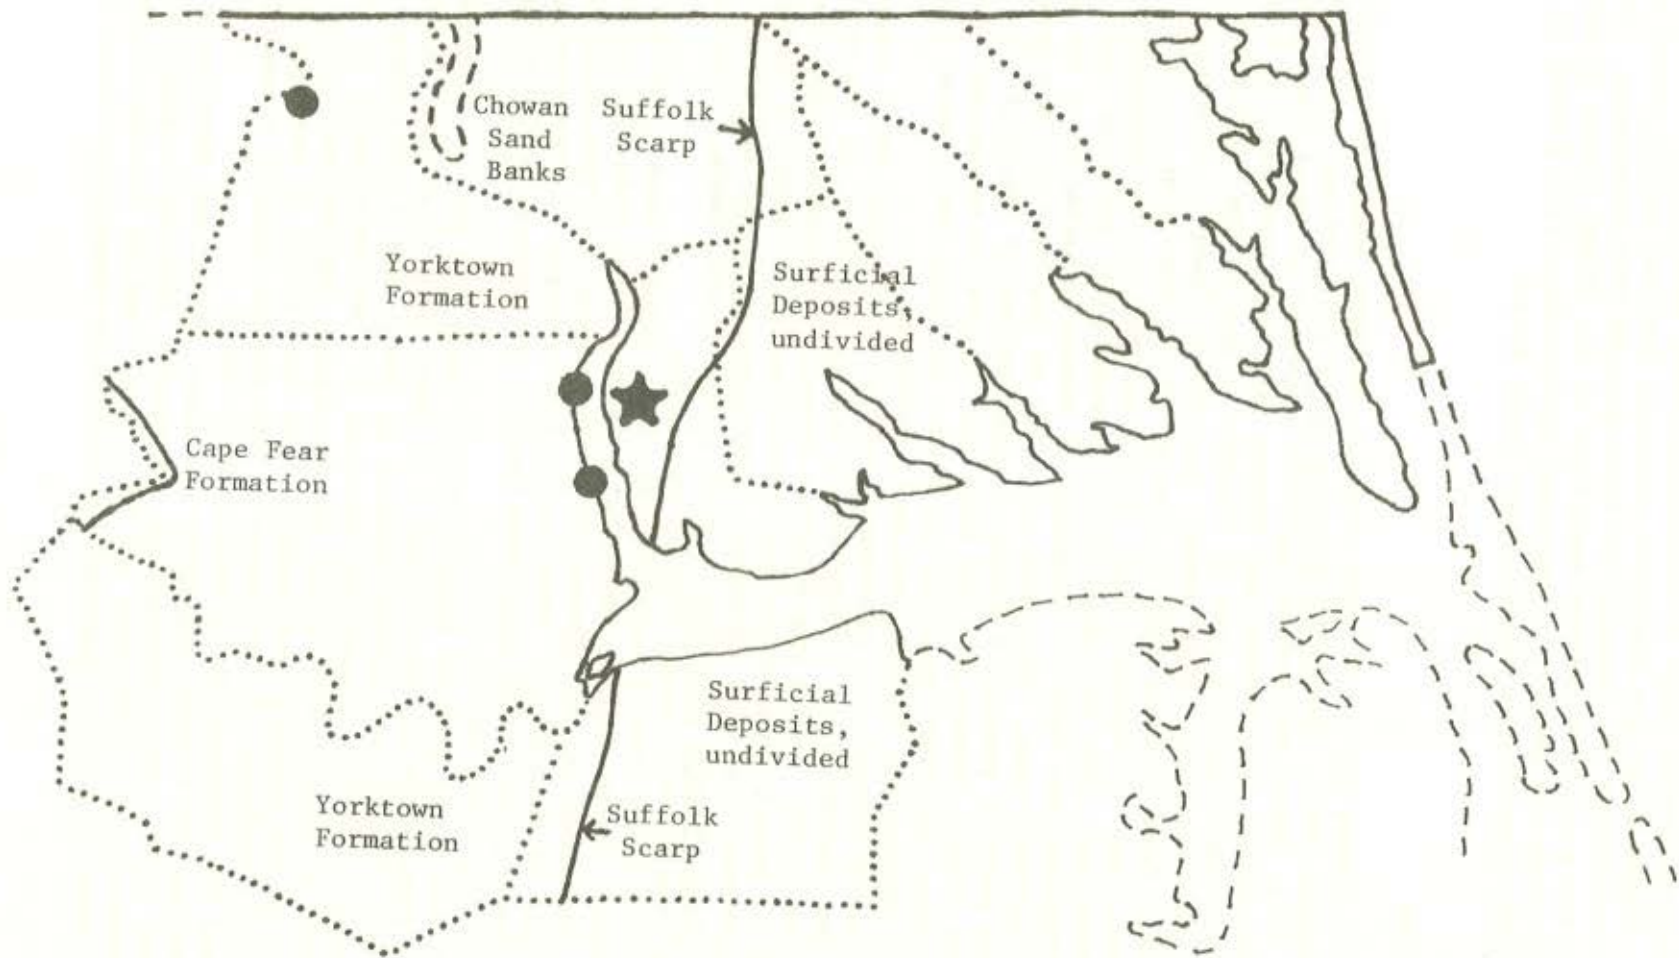 Chowan
Sand
Banks
Suffolk
Scarp
Yorktown
Formation
Surficial
Deposits,
undivided
Cape Fear
Formation
Surficial
Deposits,
undivided
Yorktown
Formation
Suffolk
Scarp